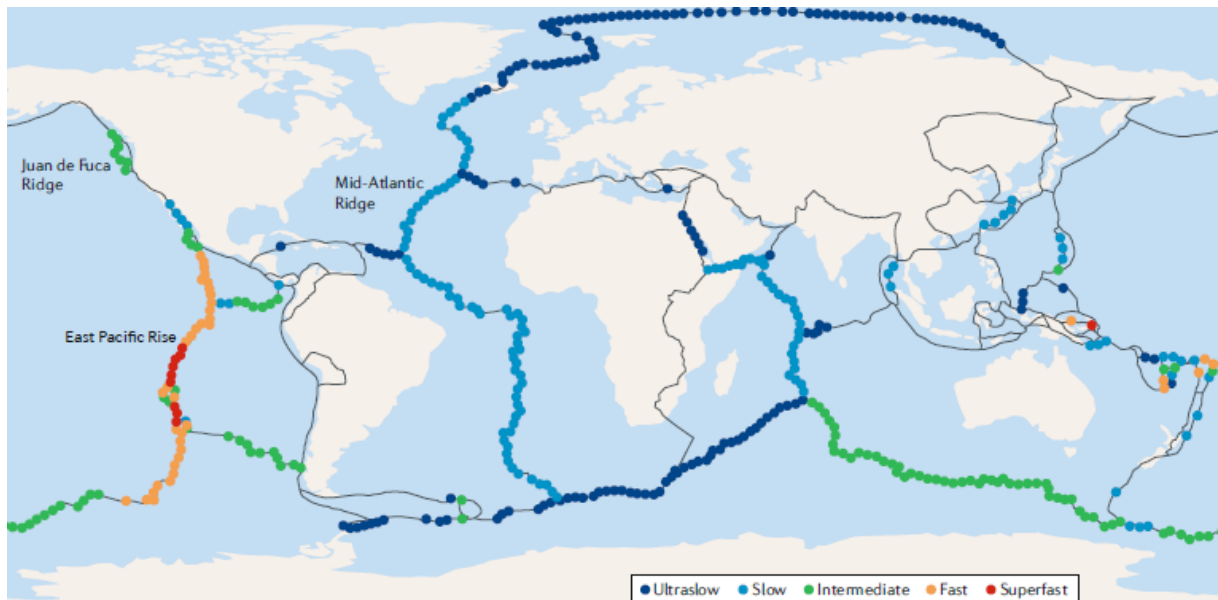 Juan de Fuca
Ridge
Mid-Atlantic
Ridge
East Pacific Rise
Ultraslow Slow Intermediate Fast Superfast